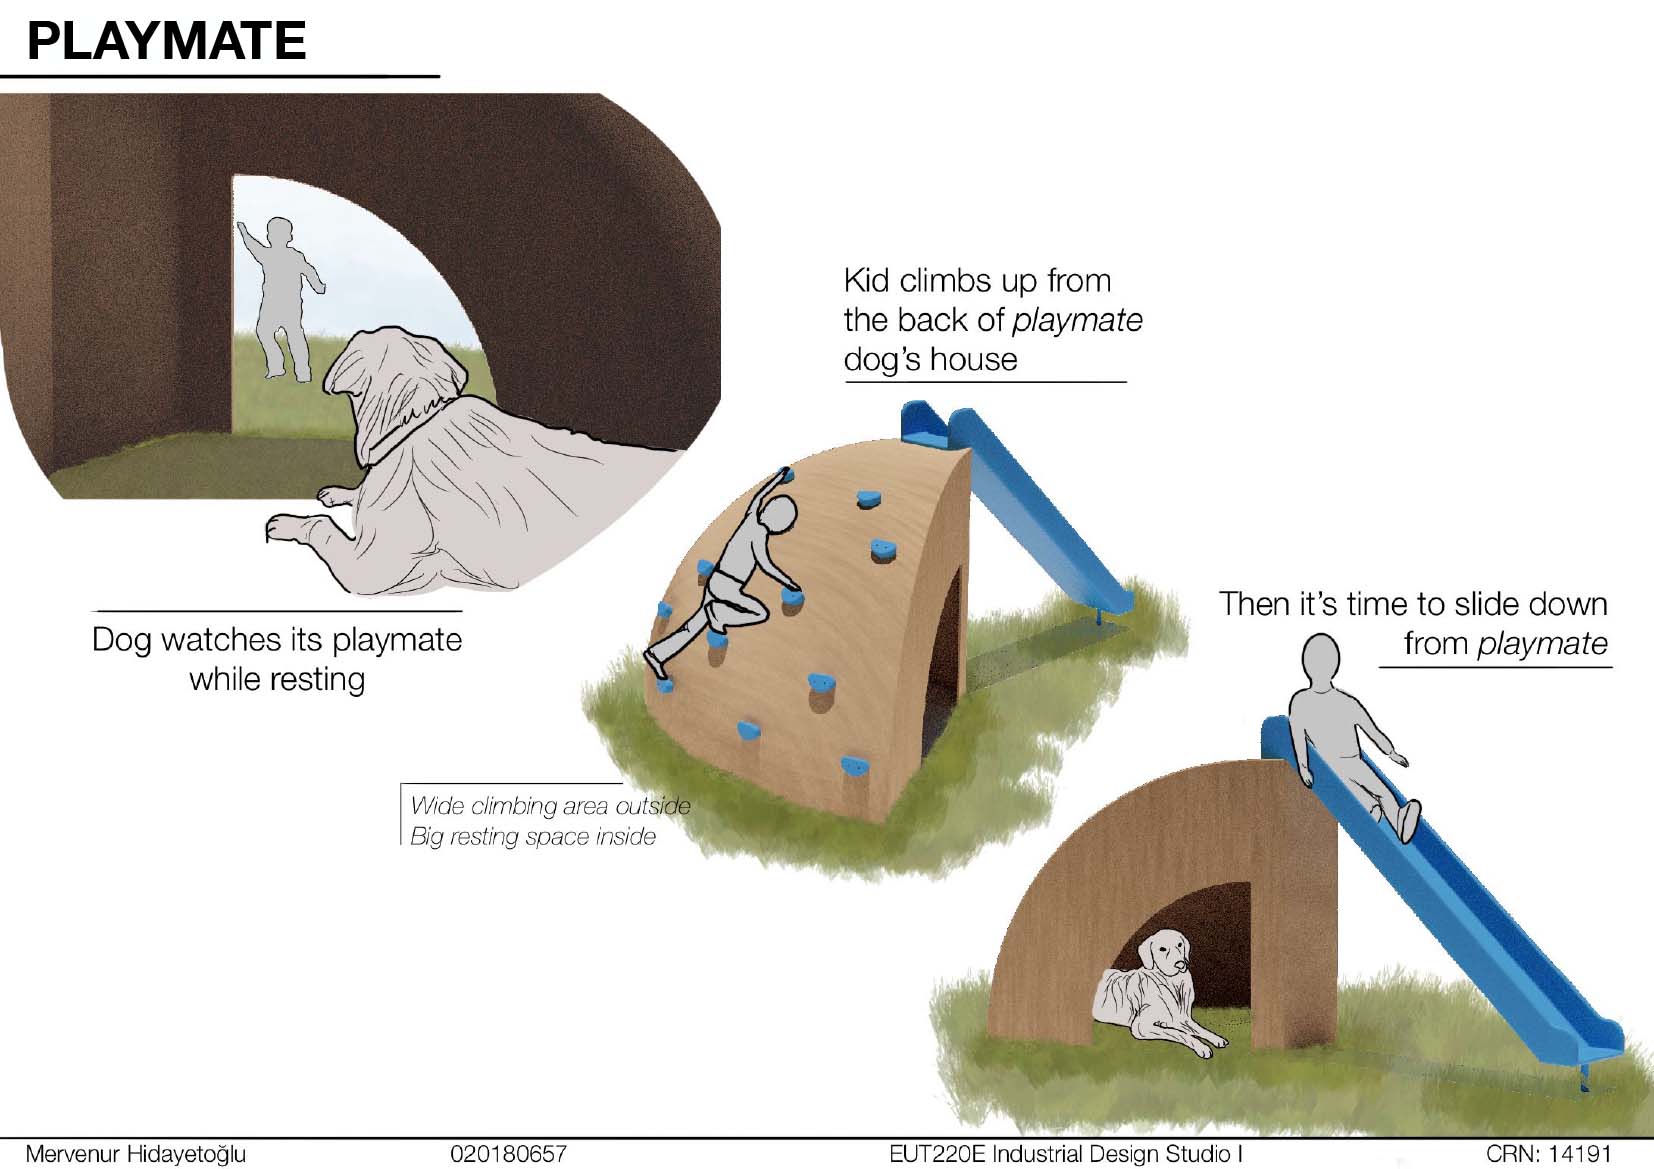 PLAYMATE
Kid climbs up from
the back of playmate
dog's house
Dog watches its playmate
while resting
Then it's time to slide down
from playmate
Wide climbing area outside
Big resting space inside
Mervenur Hidayetoğlu 020180657 EUT220E Industrial Design Studio I CRN: 14191